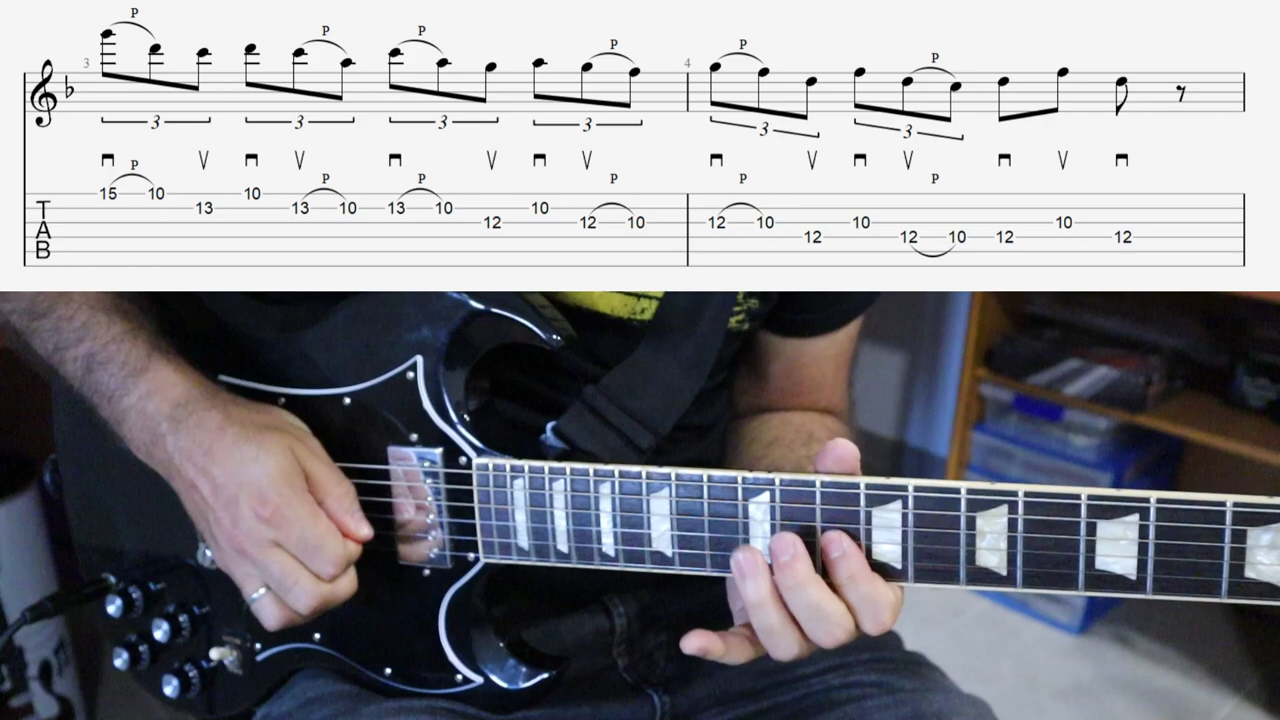 P
3
P P P P P
3 3 3 3 3 3
4
P P P P P
15 10 10
T 13 13 10 13 10 10
12 12 10 12 10 10 10
A 12 12 10 12 12
B